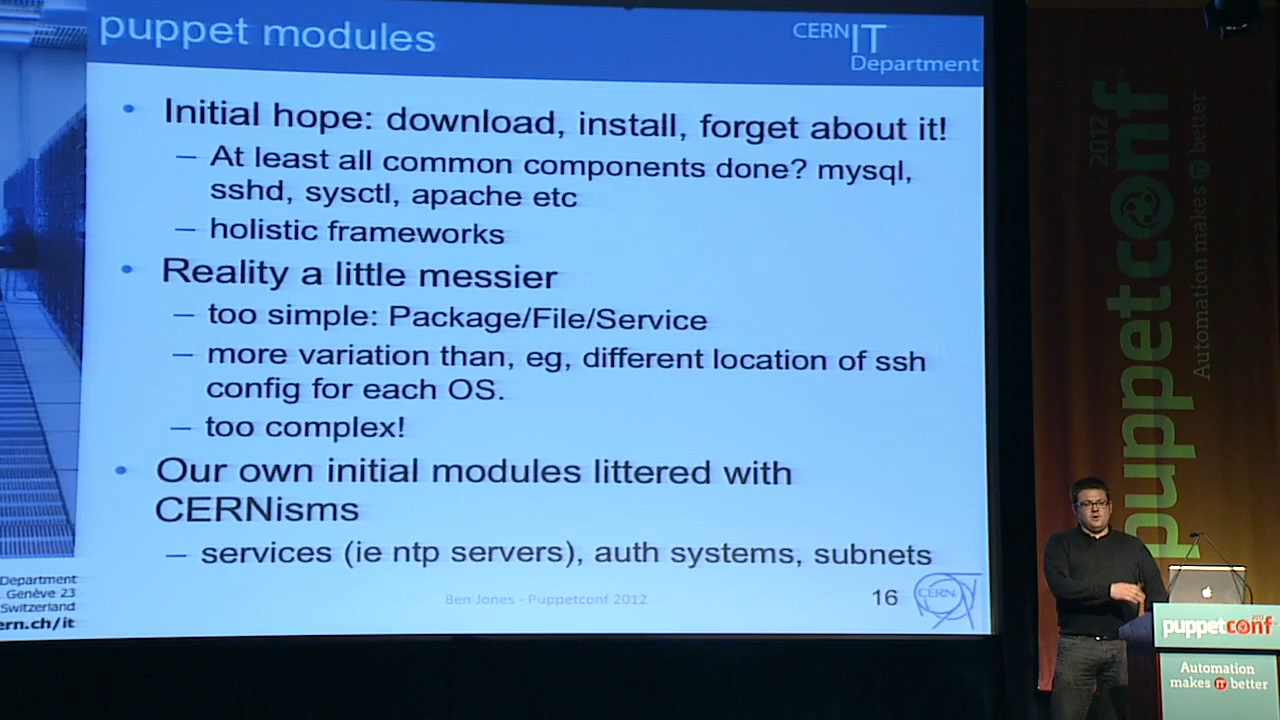 puppet modules
CERN IT
Department
• Initial hope: download, install, forget about it!
– At least all common components done? mysql,
sshd, sysctl, apache etc
– holistic frameworks
• Reality a little messier
– too simple: Package/File/Service
– more variation than, eg, different location of ssh
config for each OS.
– too complex!
• Our own initial modules littered with
CERNisms
– services (ie ntp servers), auth systems, subnets
Department
Genève 23
Switzerland
ern.ch/it
Ben Jones - Puppetconf 2012
16
CERN
puppetconf
2012
Automation makes IT better
puppetconf
Automation
makes IT better